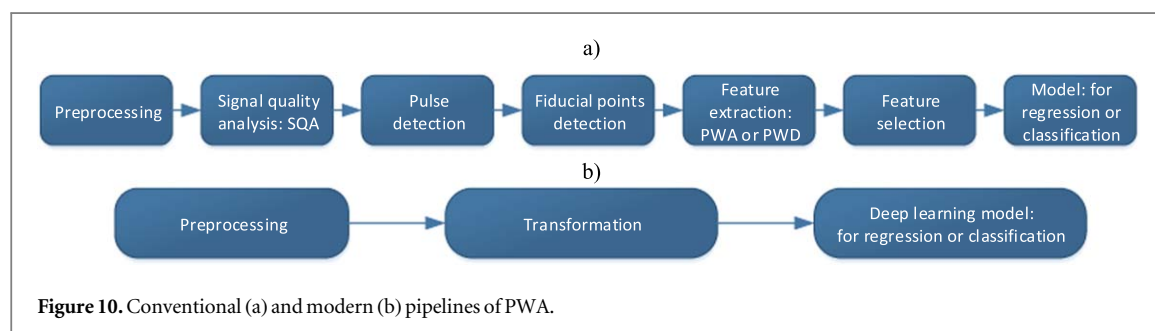 a)
Preprocessing
Signal quality
analysis: SQA
Pulse
detection
Fiducial points
detection
Feature
extraction:
PWA or PWD
Feature
selection
Model: for
regression or
classification
b)
Preprocessing
Transformation
Deep learning model:
for regression or classification
Figure 10. Conventional (a) and modern (b) pipelines of PWA.